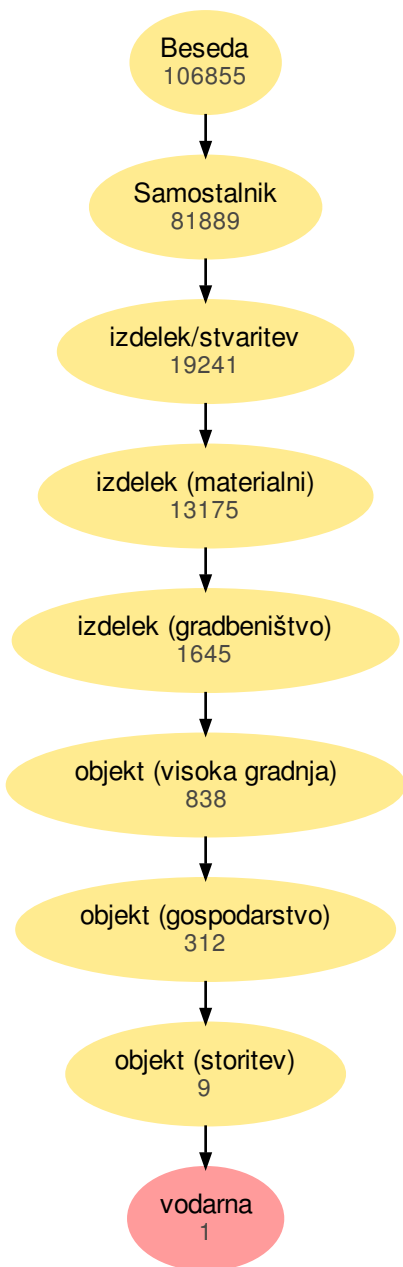 Beseda
106855
Samostalnik
81889
izdelek/stvaritev
19241
izdelek (materialni)
13175
izdelek (gradbeništvo)
1645
objekt (visoka gradnja)
838
objekt (gospodarstvo)
312
objekt (storitev)
9
vodarna
1